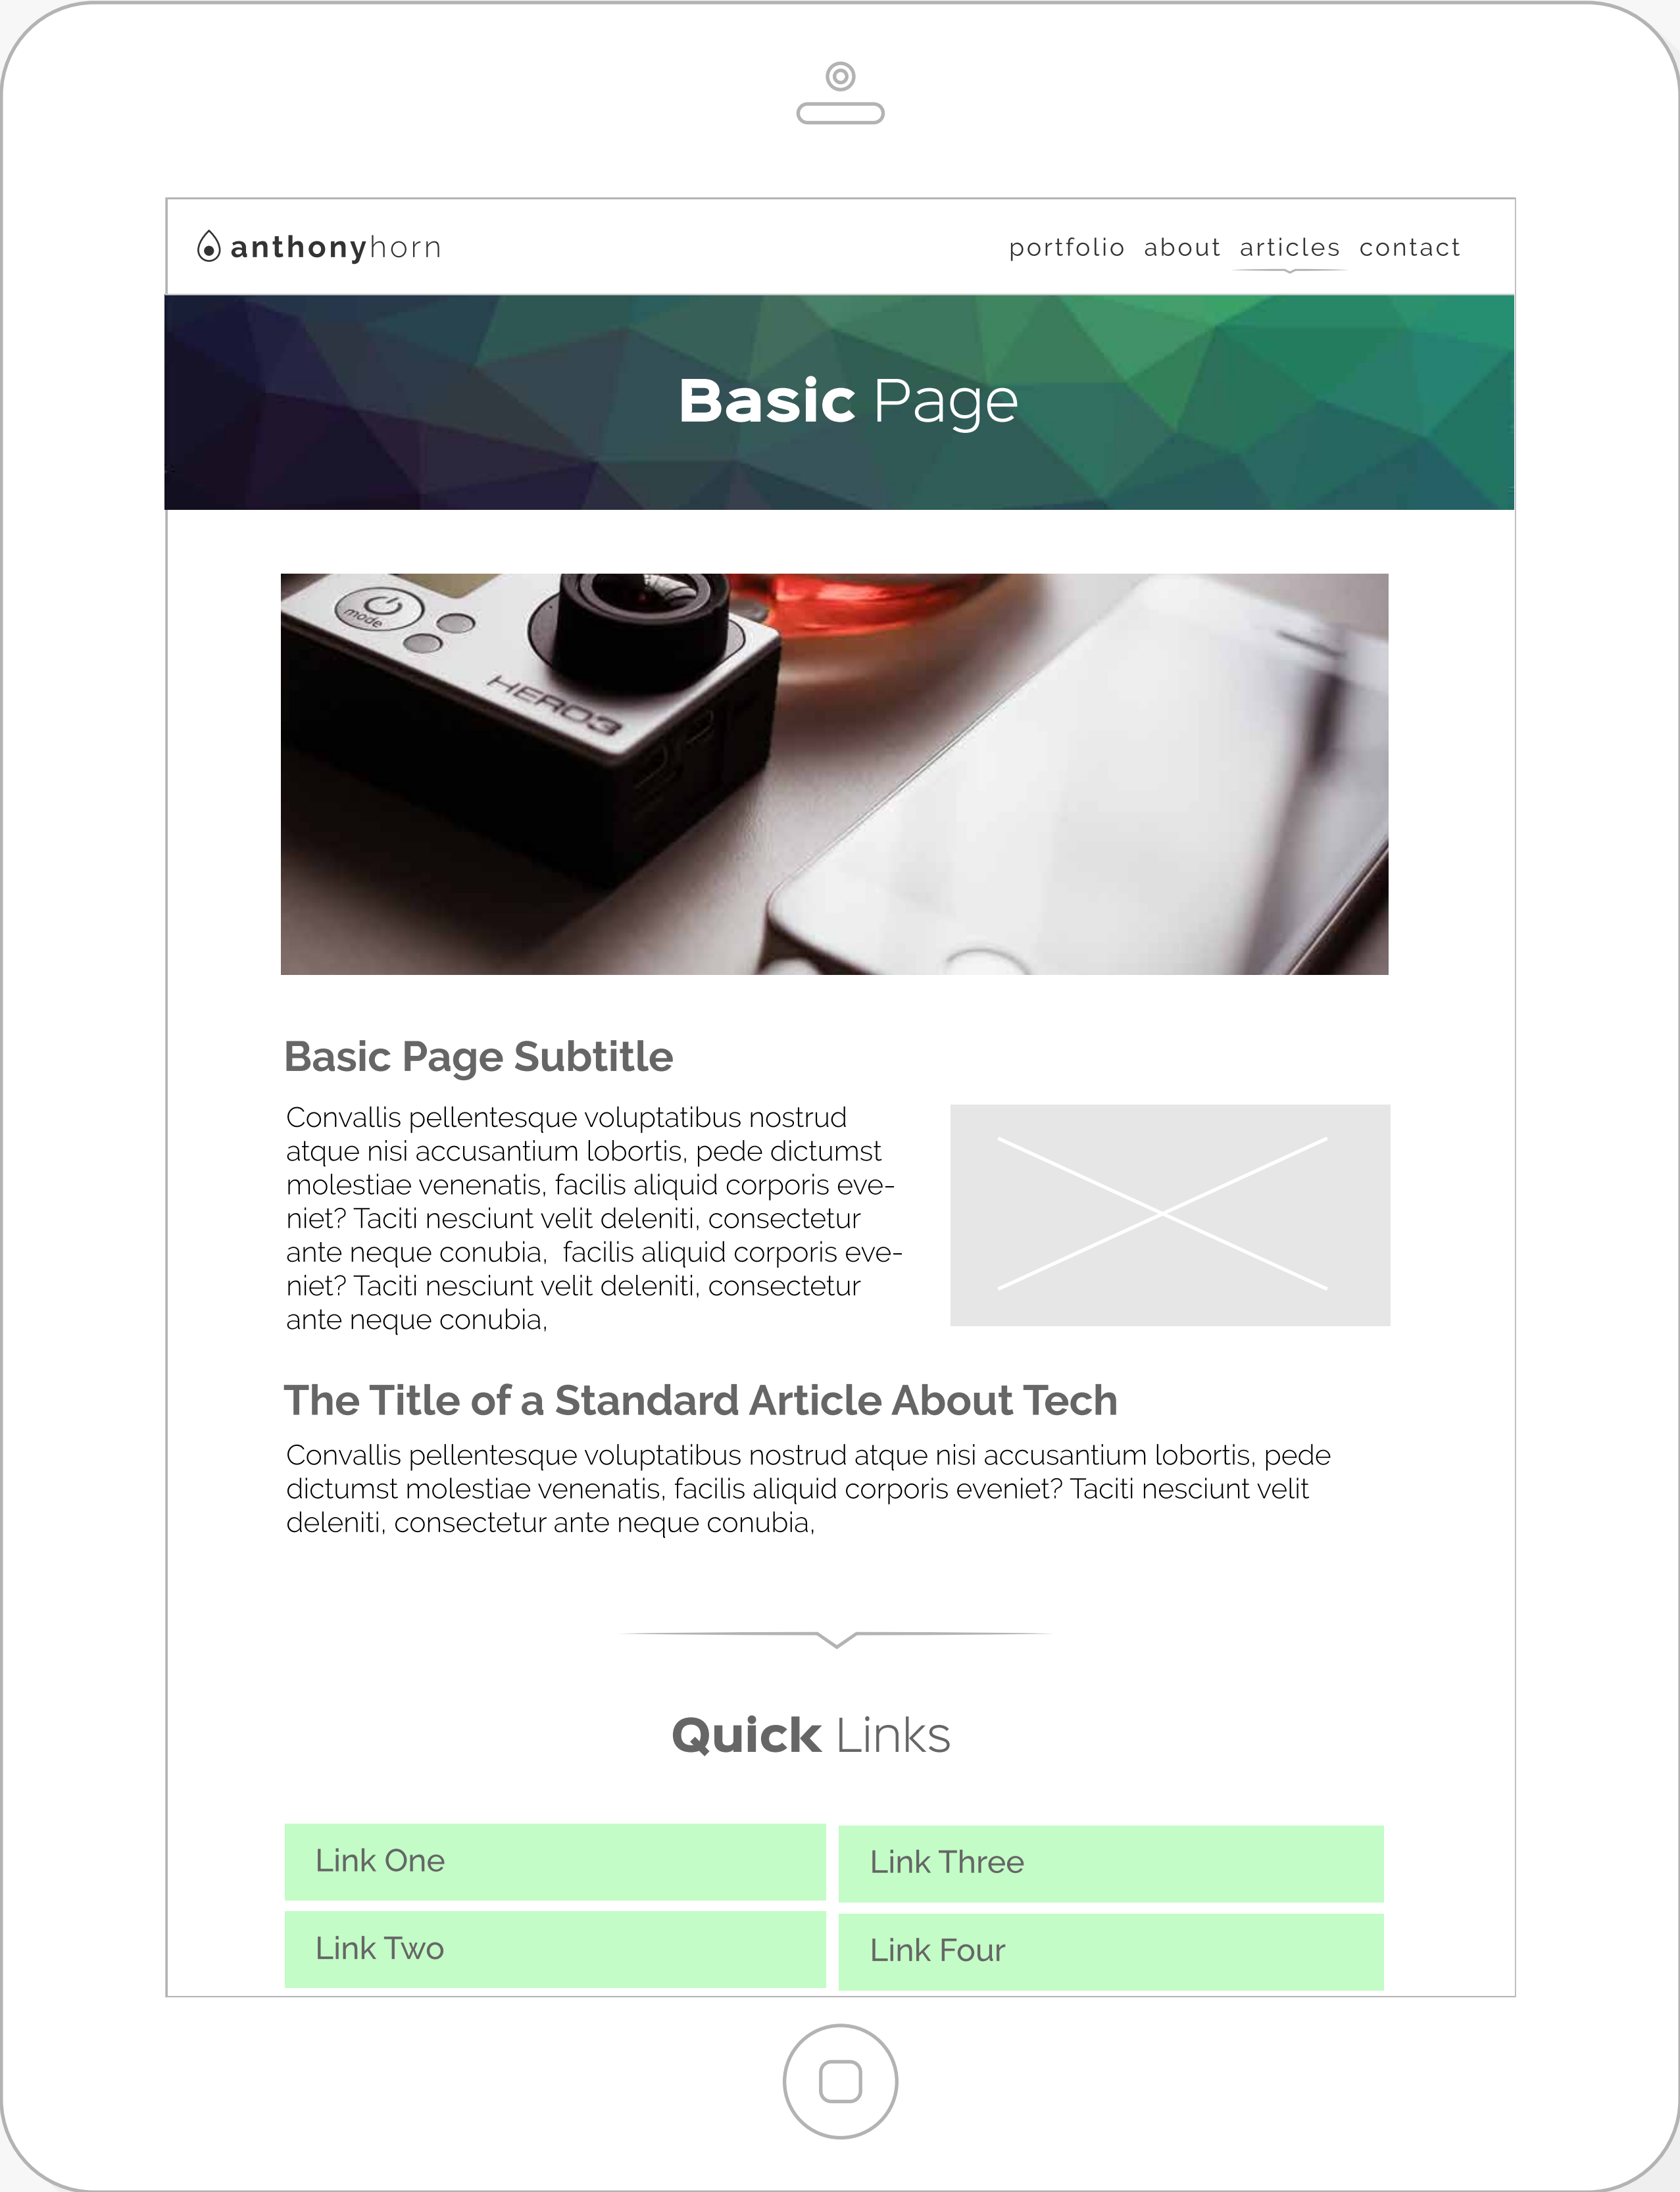 anthonyhorn
portfolio about articles contact
Basic Page
mode
HERO3
Basic Page Subtitle
Convallis pellentesque voluptatibus nostrud
atque nisi accusantium lobortis, pede dictumst
molestiae venenatis, facilis aliquid corporis eve-
niet? Taciti nesciunt velit deleniti, consectetur
ante neque conubia,  facilis aliquid corporis eve-
niet? Taciti nesciunt velit deleniti, consectetur
ante neque conubia,
The Title of a Standard Article About Tech
Convallis pellentesque voluptatibus nostrud atque nisi accusantium lobortis, pede
dictumst molestiae venenatis, facilis aliquid corporis eveniet? Taciti nesciunt velit
deleniti, consectetur ante neque conubia,
Quick Links
Link One
Link Two
Link Three
Link Four